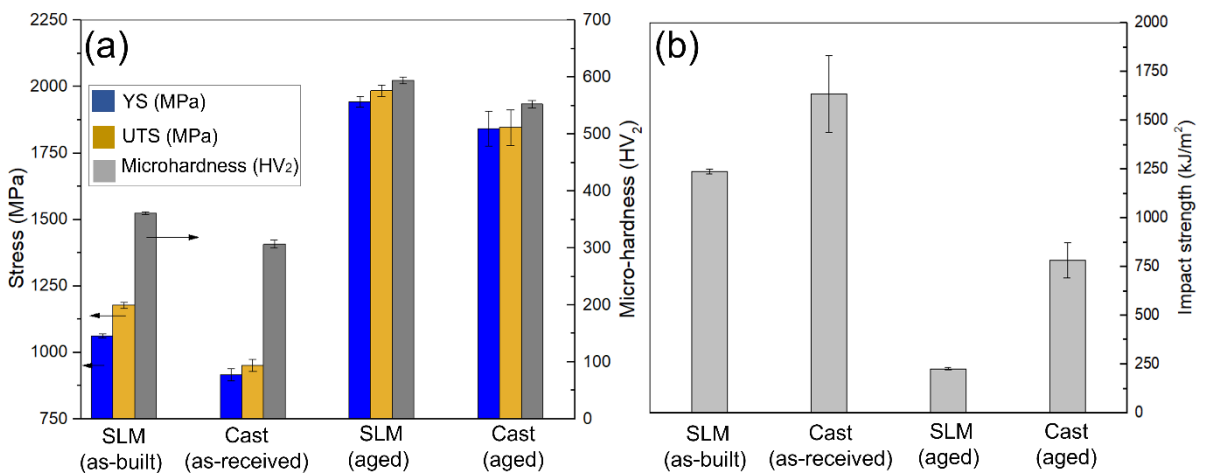 (a)
2250
2000
1750
1500
1250
1000
750
Stress (MPa)
YS (MPa)
UTS (MPa)
Microhardness (HV₂)
700
600
500
400
300
200
100
0
Micro-hardness (HV₂)
SLM
(as-built)
Cast
(as-received)
SLM
(aged)
Cast
(aged)
(b)
2000
1750
1500
1250
1000
750
500
250
0
Impact strength (kJ/m²)
SLM
(as-built)
Cast
(as-received)
SLM
(aged)
Cast
(aged)